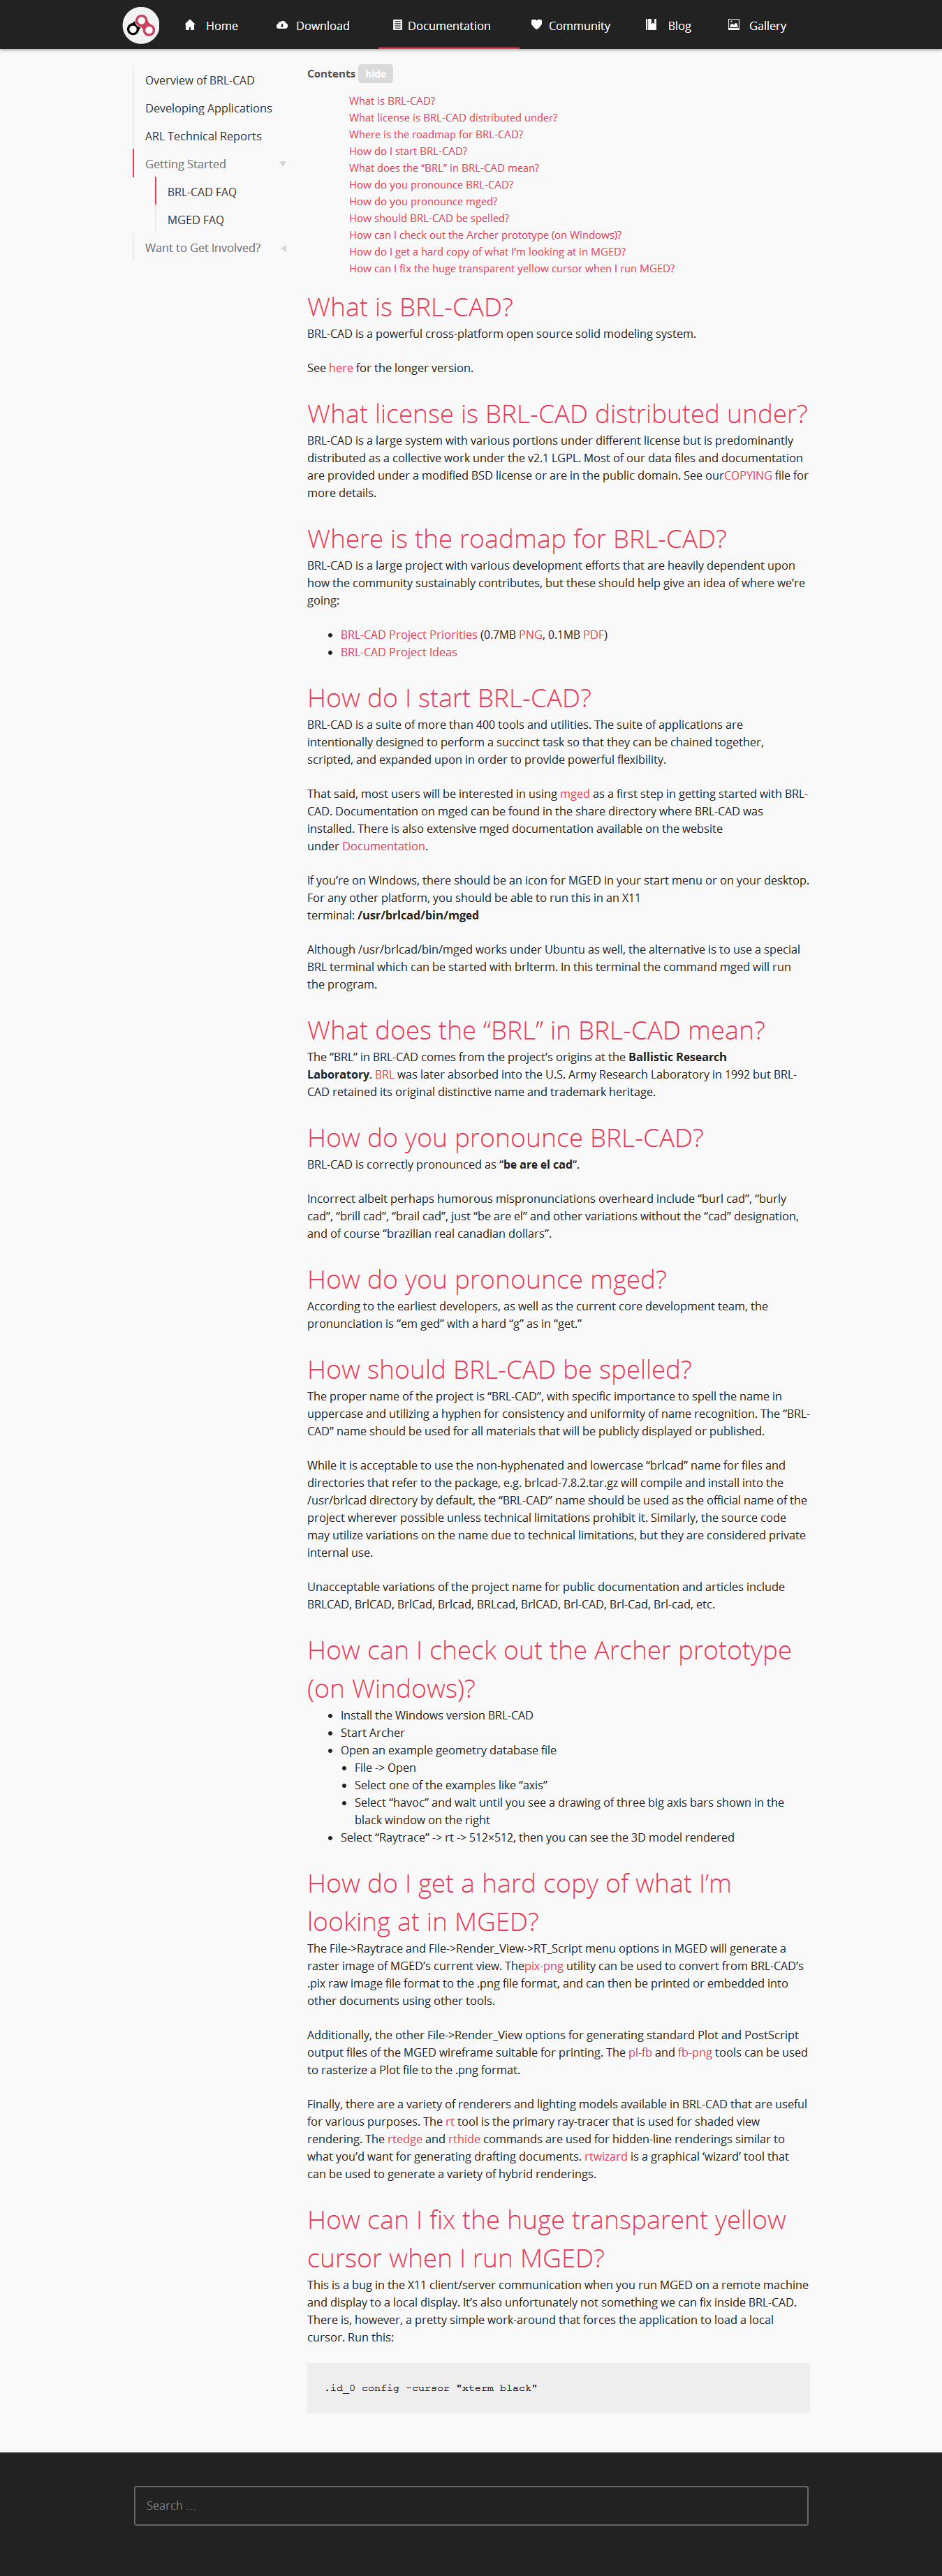 Home Download Documentation Community Blog Gallery
Overview of BRL-CAD
Developing Applications
ARL Technical Reports
Getting Started
BRL-CAD FAQ
MGED FAQ
Want to Get Involved?
Contents hide
What is BRL-CAD?
What license is BRL-CAD distributed under?
Where is the roadmap for BRL-CAD?
How do I start BRL-CAD?
What does the “BRL” in BRL-CAD mean?
How do you pronounce BRL-CAD?
How do you pronounce mged?
How should BRL-CAD be spelled?
How can I check out the Archer prototype (on Windows)?
How do I get a hard copy of what I’m looking at in MGED?
How can I fix the huge transparent yellow cursor when I run MGED?
What is BRL-CAD?
BRL-CAD is a powerful cross-platform open source solid modeling system.
See here for the longer version.
What license is BRL-CAD distributed under?
BRL-CAD is a large system with various portions under different license but is predominantly
distributed as a collective work under the v2.1 LGPL. Most of our data files and documentation
are provided under a modified BSD license or are in the public domain. See ourCOPYING file for
more details.
Where is the roadmap for BRL-CAD?
BRL-CAD is a large project with various development efforts that are heavily dependent upon
how the community sustainably contributes, but these should help give an idea of where we’re
going:
• BRL-CAD Project Priorities (0.7MB PNG, 0.1MB PDF)
• BRL-CAD Project Ideas
How do I start BRL-CAD?
BRL-CAD is a suite of more than 400 tools and utilities. The suite of applications are
intentionally designed to perform a succinct task so that they can be chained together,
scripted, and expanded upon in order to provide powerful flexibility.
That said, most users will be interested in using mged as a first step in getting started with BRL-
CAD. Documentation on mged can be found in the share directory where BRL-CAD was
installed. There is also extensive mged documentation available on the website
under Documentation.
If you’re on Windows, there should be an icon for MGED in your start menu or on your desktop.
For any other platform, you should be able to run this in an X11
terminal: /usr/brlcad/bin/mged
Although /usr/brlcad/bin/mged works under Ubuntu as well, the alternative is to use a special
BRL terminal which can be started with brlterm. In this terminal the command mged will run
the program.
What does the “BRL” in BRL-CAD mean?
The “BRL” in BRL-CAD comes from the project’s origins at the Ballistic Research
Laboratory. BRL was later absorbed into the U.S. Army Research Laboratory in 1992 but BRL-
CAD retained its original distinctive name and trademark heritage.
How do you pronounce BRL-CAD?
BRL-CAD is correctly pronounced as “be are el cad“.
Incorrect albeit perhaps humorous mispronunciations overheard include “burl cad”, “burly
cad”, “brill cad”, “brail cad”, just “be are el” and other variations without the “cad” designation,
and of course “brazilian real canadian dollars”.
How do you pronounce mged?
According to the earliest developers, as well as the current core development team, the
pronunciation is “em ged” with a hard “g” as in “get.”
How should BRL-CAD be spelled?
The proper name of the project is “BRL-CAD”, with specific importance to spell the name in
uppercase and utilizing a hyphen for consistency and uniformity of name recognition. The “BRL-
CAD” name should be used for all materials that will be publicly displayed or published.
While it is acceptable to use the non-hyphenated and lowercase “brlcad” name for files and
directories that refer to the package, e.g. brlcad-7.8.2.tar.gz will compile and install into the
/usr/brlcad directory by default, the “BRL-CAD” name should be used as the official name of the
project wherever possible unless technical limitations prohibit it. Similarly, the source code
may utilize variations on the name due to technical limitations, but they are considered private
internal use.
Unacceptable variations of the project name for public documentation and articles include
BRLCAD, BrlCAD, BrlCad, Brlcad, BRLcad, BrlCAD, Brl-CAD, Brl-Cad, Brl-cad, etc.
How can I check out the Archer prototype
(on Windows)?
• Install the Windows version BRL-CAD
• Start Archer
• Open an example geometry database file
• File -> Open
• Select one of the examples like “axis”
• Select “havoc” and wait until you see a drawing of three big axis bars shown in the
black window on the right
• Select “Raytrace” -> rt -> 512×512, then you can see the 3D model rendered
How do I get a hard copy of what I’m
looking at in MGED?
The File->Raytrace and File->Render_View->RT_Script menu options in MGED will generate a
raster image of MGED’s current view. Thepix-png utility can be used to convert from BRL-CAD’s
.pix raw image file format to the .png file format, and can then be printed or embedded into
other documents using other tools.
Additionally, the other File->Render_View options for generating standard Plot and PostScript
output files of the MGED wireframe suitable for printing. The pl-fb and fb-png tools can be used
to rasterize a Plot file to the .png format.
Finally, there are a variety of renderers and lighting models available in BRL-CAD that are useful
for various purposes. The rt tool is the primary ray-tracer that is used for shaded view
rendering. The rtedge and rthide commands are used for hidden-line renderings similar to
what you’d want for generating drafting documents. rtwizard is a graphical ‘wizard’ tool that
can be used to generate a variety of hybrid renderings.
How can I fix the huge transparent yellow
cursor when I run MGED?
This is a bug in the X11 client/server communication when you run MGED on a remote machine
and display to a local display. It’s also unfortunately not something we can fix inside BRL-CAD.
There is, however, a pretty simple work-around that forces the application to load a local
cursor. Run this:
.id_0 config -cursor "xterm black"
Search …